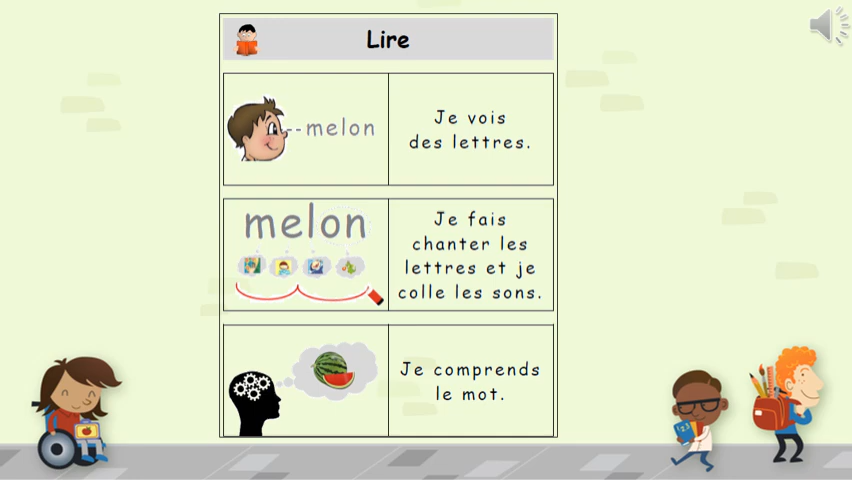 Lire
melon
Je vois
des lettres.
melon
Je fais
chanter les
lettres et je
colle les sons.
Je comprends
le mot.